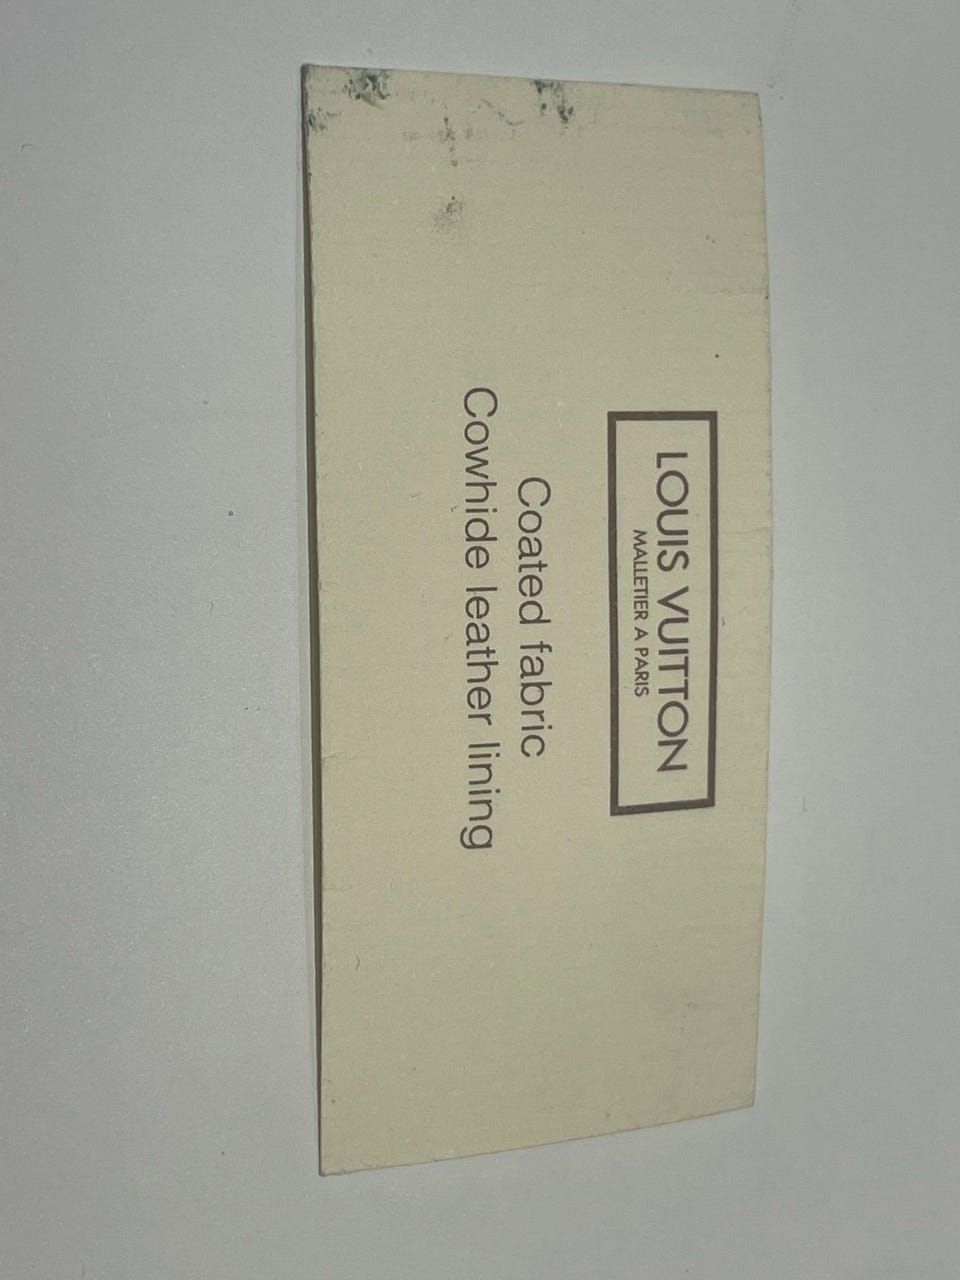 LOUIS VUITTON
MALLETIER A PARIS
Coated fabric
Cowhide leather lining